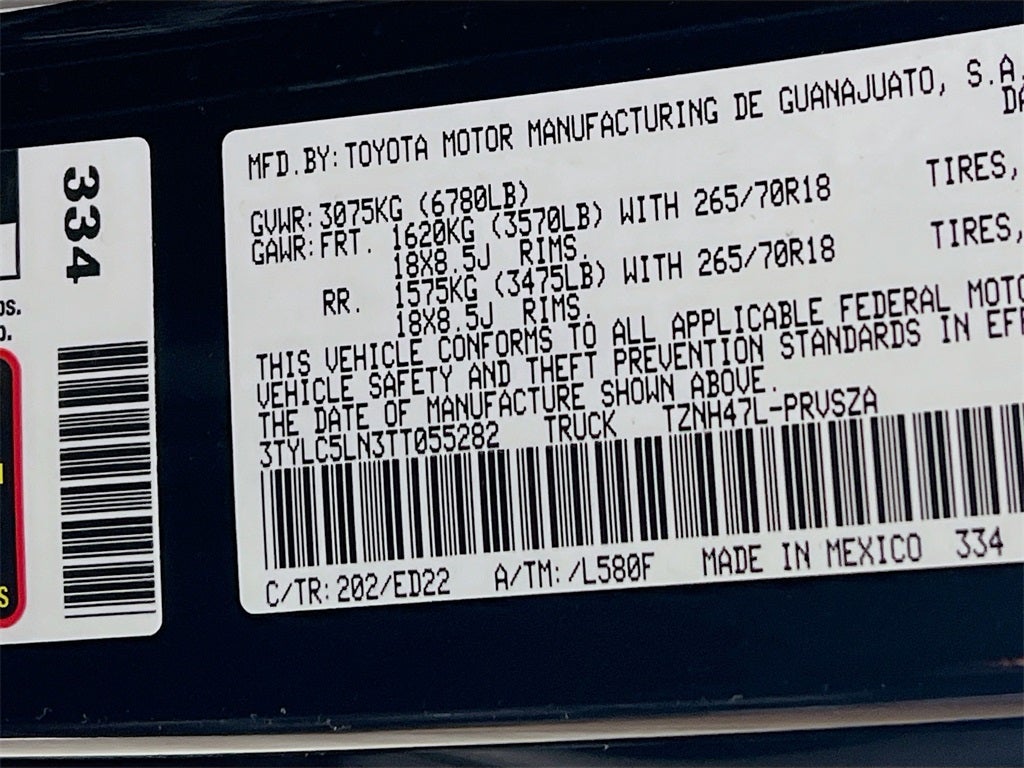 334
MFD.BY:TOYOTA MOTOR MANUFACTURING DE GUANAJUATO, S.A.
GVWR:3075KG (6780LB)
GAWR:FRT. 1620KG (3570LB) WITH 265/70R18 TIRES,
18X8.5J RIMS.
RR. 1575KG (3475LB) WITH 265/70R18 TIRES,
18X8.5J RIMS.
THIS VEHICLE CONFORMS TO ALL APPLICABLE FEDERAL
VEHICLE SAFETY AND THEFT PREVENTION STANDARDS IN
THE DATE OF MANUFACTURE SHOWN ABOVE.
3TYLC5LN3TT055282 TRUCK TZNH47L-PRVSZA
C/TR:202/ED22 A/TM:/L580F MADE IN MEXICO 334